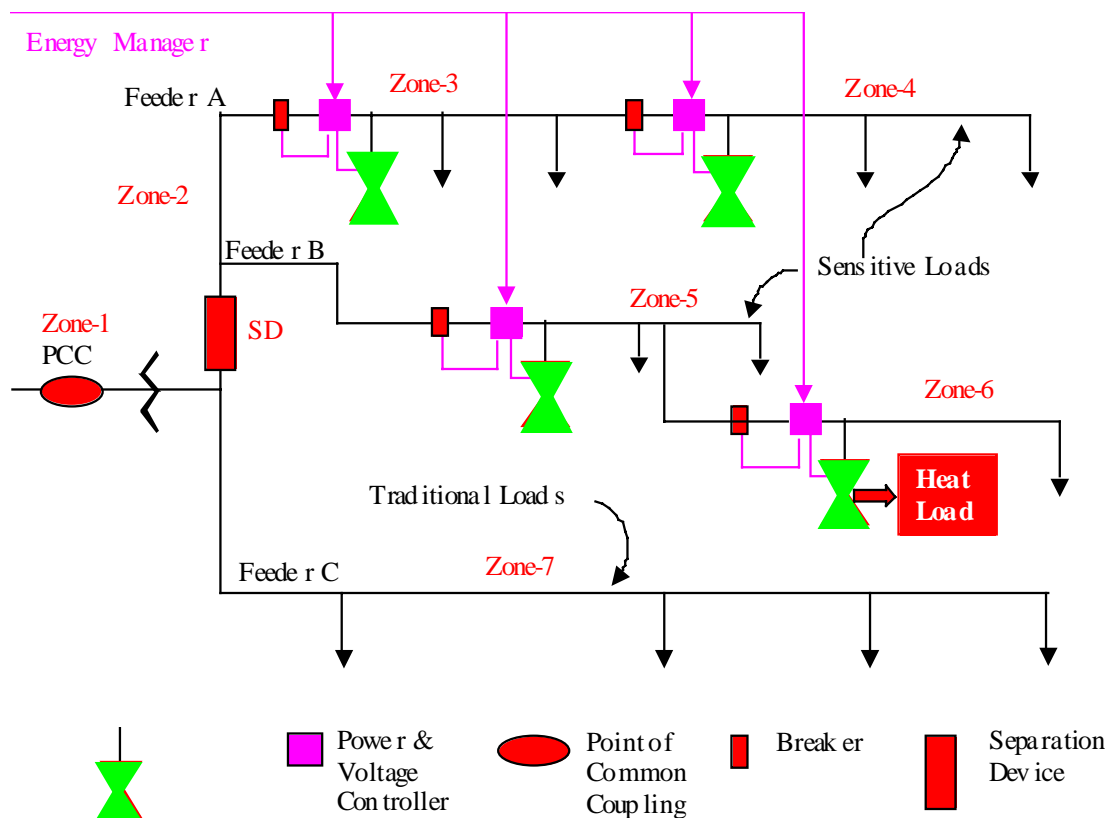 Energy Manager
Feeder A
Zone-3
Zone-4
Zone-2
Feeder B
Sensitive Loads
Zone-5
Zone-1
PCC
SD
Zone-6
Heat
Load
Traditional Loads
Feeder C
Zone-7
Power &
Voltage
Controller
Point of
Common
Coupling
Breaker
Separation
Device